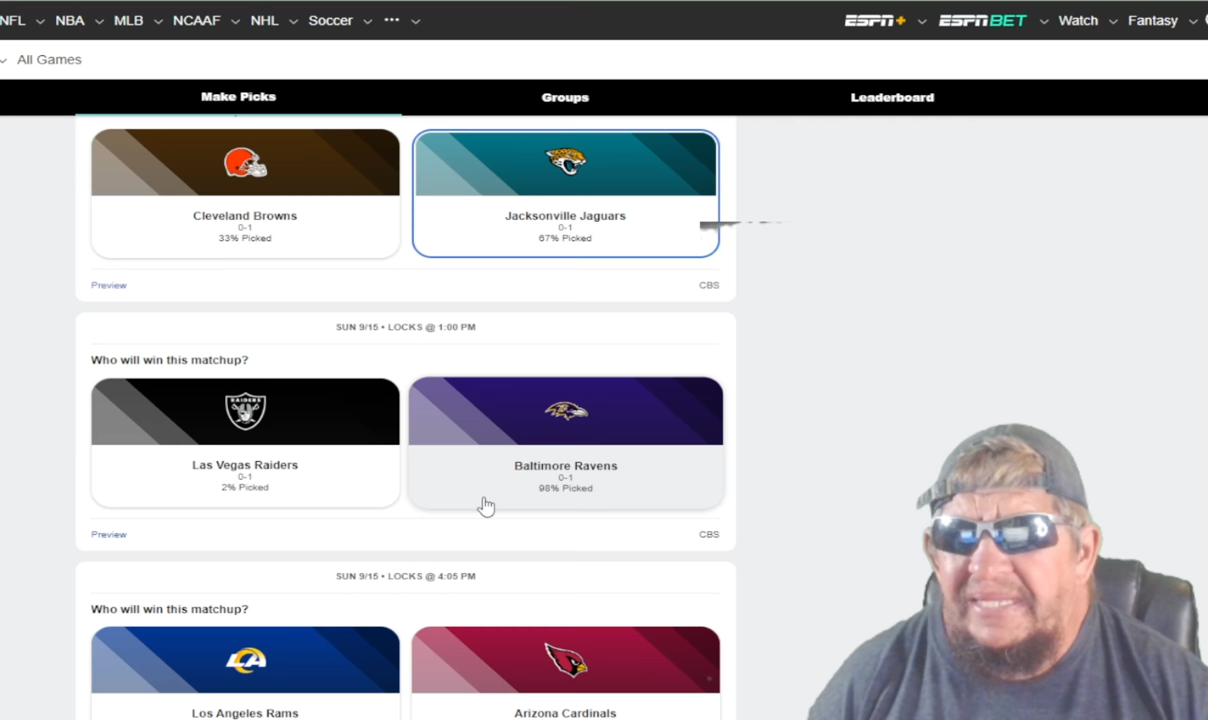 NFL NBA MLB NCAAF NHL Soccer ••• ESPN+ ESPN BET Watch Fantasy
All Games
Make Picks Groups Leaderboard
Cleveland Browns Jacksonville Jaguars
0-1 0-1
33% Picked 67% Picked
Preview CBS
SUN 9/15 • LOCKS @ 1:00 PM
Who will win this matchup?
RAIDERS
Las Vegas Raiders Baltimore Ravens
0-1 0-1
2% Picked 98% Picked
Preview CBS
SUN 9/15 • LOCKS @ 4:05 PM
Who will win this matchup?
LA
Los Angeles Rams Arizona Cardinals